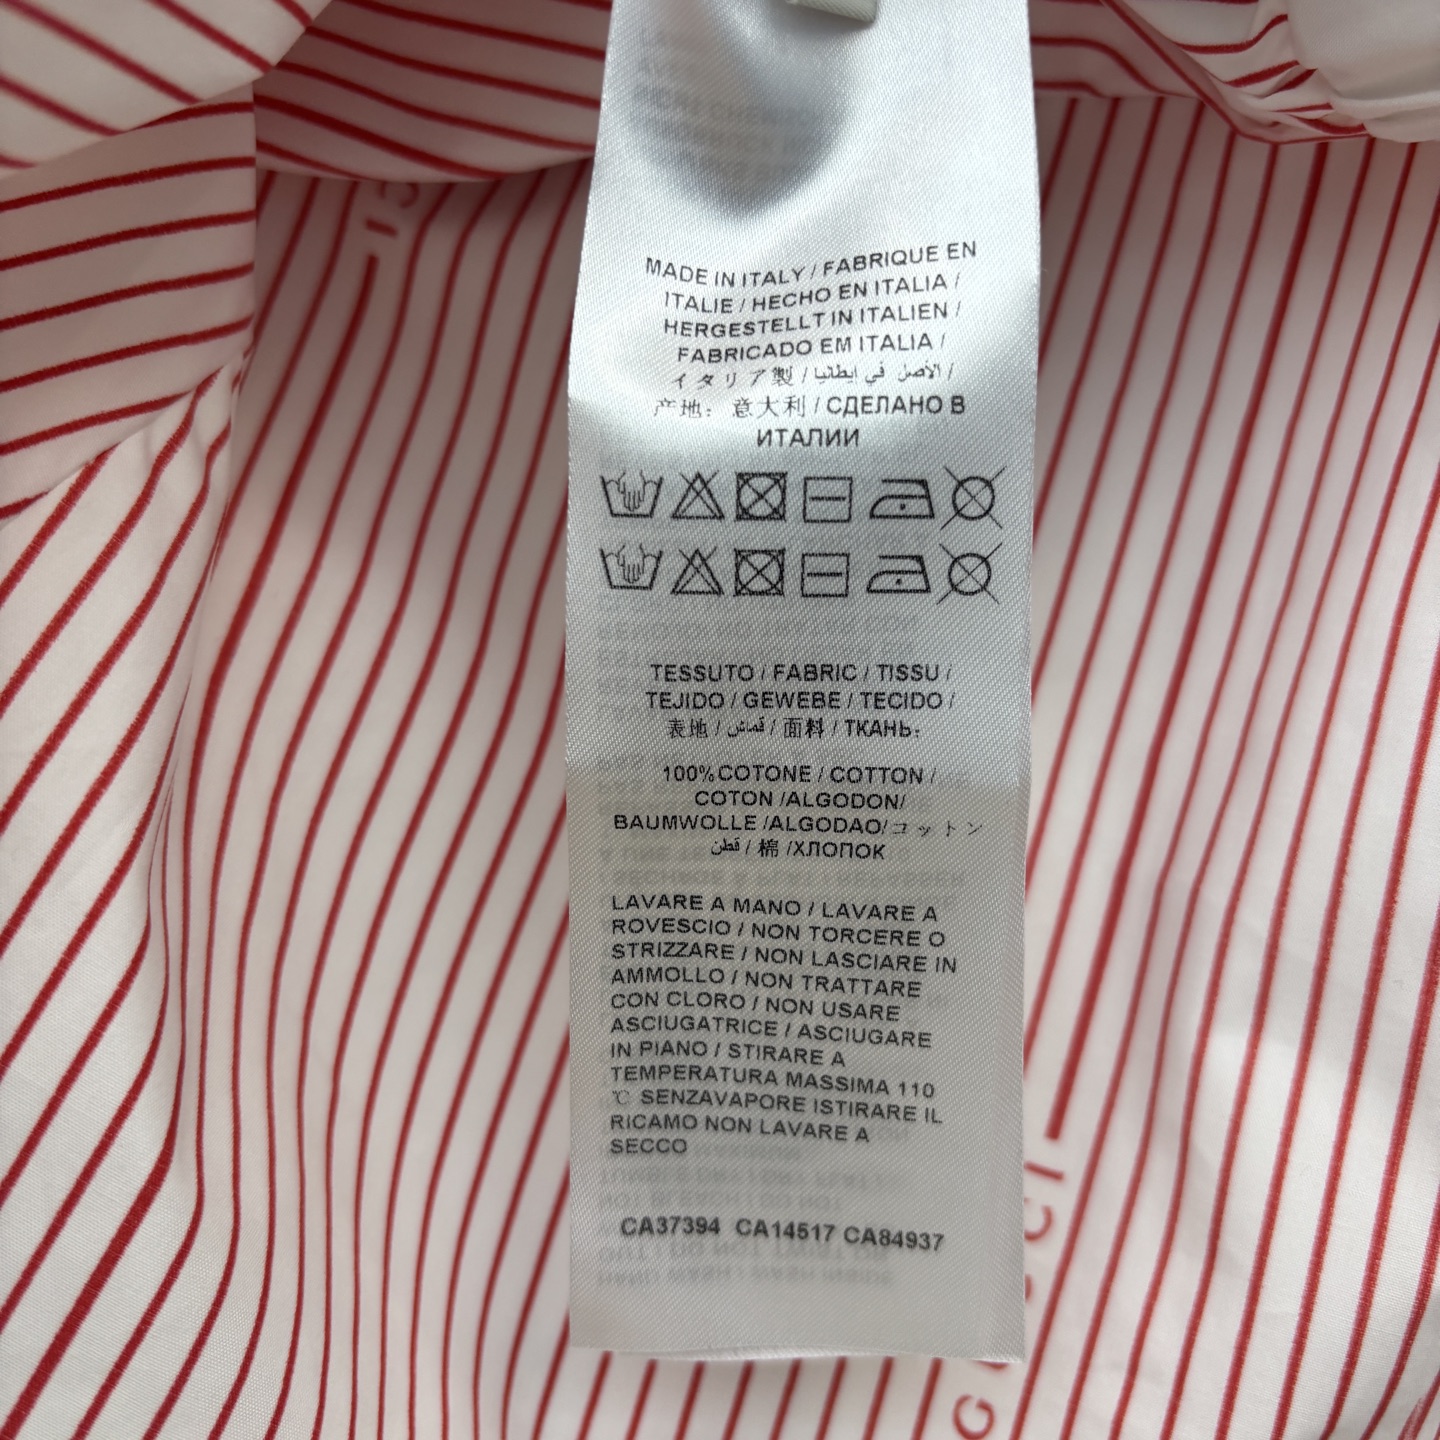 MADE IN ITALY / FABRIQUE EN
ITALIE / HECHO EN ITALIA /
HERGESTELLT IN ITALIEN /
FABRICADO EM ITALIA /
イタリア製 / الأصل في إيطانيا /
产地: 意大利 / СДЕЛАНО В
ИТАЛИИ
TESSUTO / FABRIC / TISSU /
TEJIDO / GEWEBE / TECIDO /
表地 / قماش / 面料 / ТКАНЬ:
100% COTONE / COTTON /
COTON /ALGODON/
BAUMWOLLE /ALGODAO/コットン
قطن / 棉 /ХЛОПОК
LAVARE A MANO / LAVARE A
ROVESCIO / NON TORCERE O
STRIZZARE / NON LASCIARE IN
AMMOLLO / NON TRATTARE
CON CLORO / NON USARE
ASCIUGATRICE / ASCIUGARE
IN PIANO / STIRARE A
TEMPERATURA MASSIMA 110
℃ SENZAVAPORE ISTIRARE IL
RICAMO NON LAVARE A
SECCO
CA37394 CA14517 CA84937